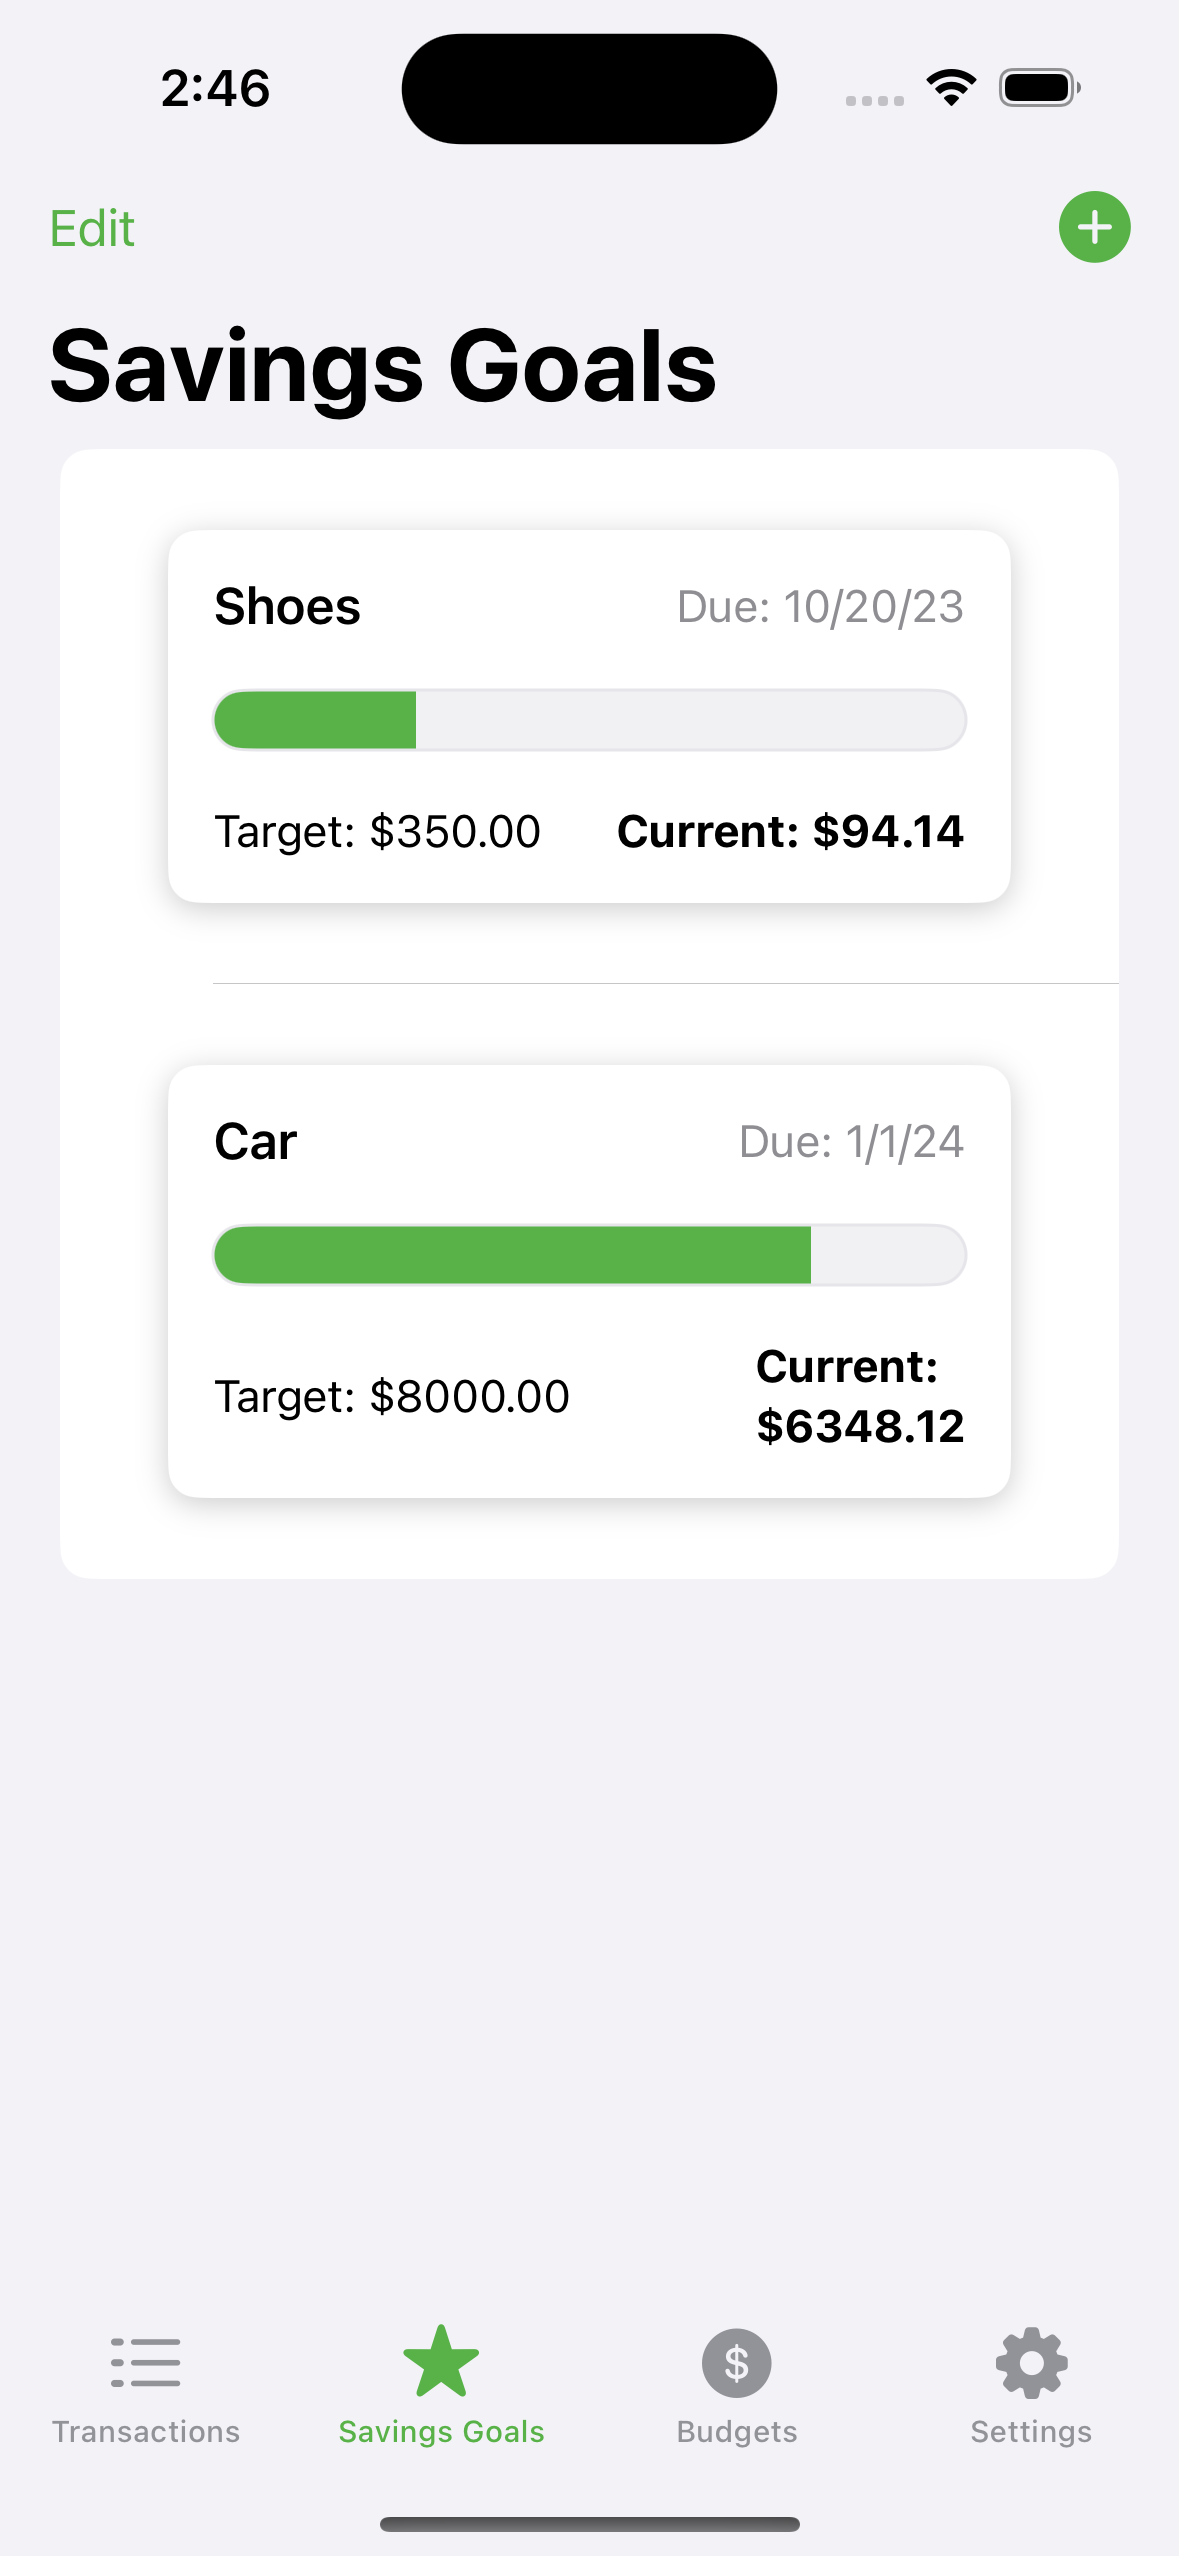 2:46
Edit
Savings Goals
Shoes
Due: 10/20/23
Target: $350.00
Current: $94.14
Car
Due: 1/1/24
Target: $8000.00
Current:
$6348.12
Transactions
Savings Goals
Budgets
Settings